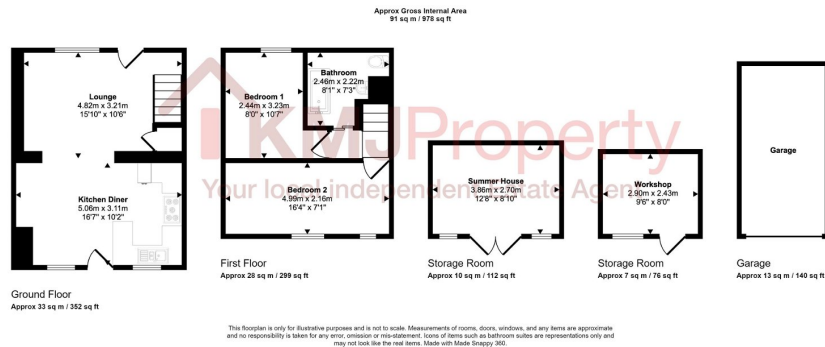 Approx Gross Internal Area
91 sq m / 978 sq ft
Lounge
4.82m x 3.21m
15'10" x 10'6"
Kitchen Diner
5.06m x 3.11m
16'7" x 10'2"
Ground Floor
Approx 33 sq m / 352 sq ft
Bedroom 1
2.44m x 3.23m
8'0" x 10'7"
Bathroom
2.46m x 2.22m
8'1" x 7'3"
Bedroom 2
4.99m x 2.16m
16'4" x 7'1"
First Floor
Approx 28 sq m / 299 sq ft
Summer House
3.86m x 2.70m
12'8" x 8'10"
Storage Room
Approx 10 sq m / 112 sq ft
Workshop
2.90m x 2.43m
9'6" x 8'0"
Storage Room
Approx 7 sq m / 76 sq ft
Garage
Garage
Approx 13 sq m / 140 sq ft
KMJ Property
Your local independent Estate Agent
This floorplan is only for illustrative purposes and is not to scale. Measurements of rooms, doors, windows, and any items are approximate
and no responsibility is taken for any error, omission or mis-statement. Icons of items such as bathroom suites are representations only and
may not look like the real items. Made with Made Snappy 360.